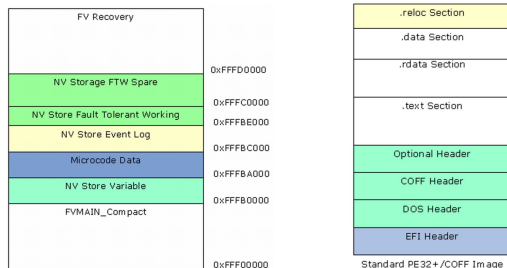 FV Recovery
0xFFFD0000
NV Storage FTW Spare
0xFFFC0000
NV Store Fault Tolerant Working
0xFFFBE000
NV Store Event Log
0xFFFBC000
Microcode Data
0xFFFBA000
NV Store Variable
0xFFFB0000
FVMAIN_Compact
0xFFF00000
.reloc Section
.data Section
.rdata Section
.text Section
Optional Header
COFF Header
DOS Header
EFI Header
Standard PE32+/COFF Image